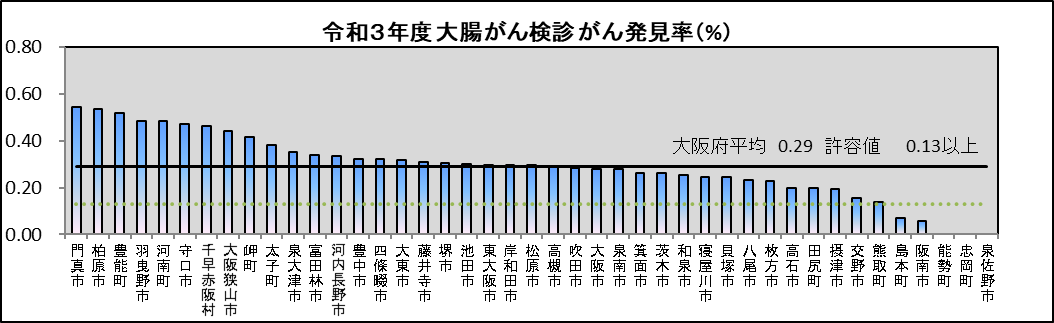 令和3年度 大腸がん検診 がん発見率(%)
0.80
0.60
0.40
0.20
0.00
大阪府平均 0.29 許容値 0.13以上
門真市
柏原市
豊能町
羽曳野市
河南町
守口市
千早赤阪村
大阪狭山市
岬町
太子町
泉大津市
富田林市
河内長野市
豊中市
四條畷市
大東市
藤井寺市
堺市
池田市
東大阪市
岸和田市
松原市
高槻市
吹田市
大阪市
泉南市
箕面市
茨木市
和泉市
寝屋川市
貝塚市
八尾市
枚方市
高石市
田尻町
摂津市
交野市
熊取町
島本町
阪南市
能勢町
忠岡町
泉佐野市